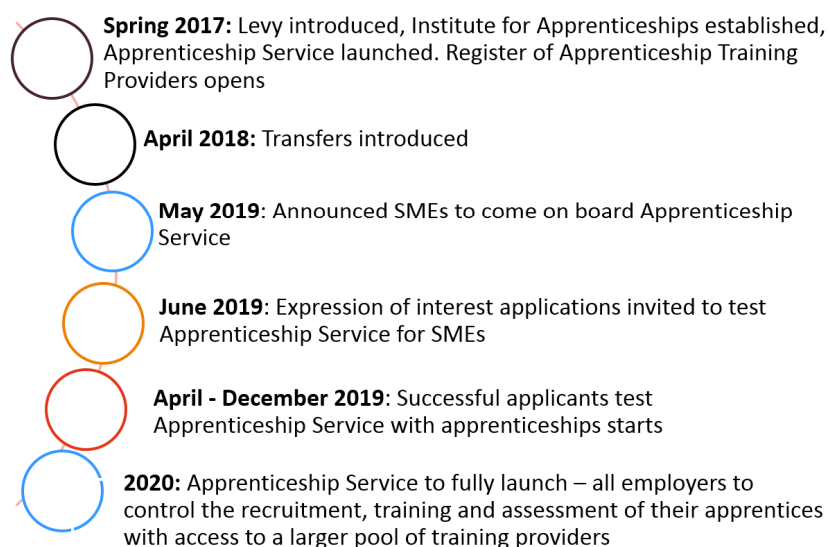 Spring 2017: Levy introduced, Institute for Apprenticeships established,
Apprenticeship Service launched. Register of Apprenticeship Training
Providers opens
April 2018: Transfers introduced
May 2019: Announced SMEs to come on board Apprenticeship
Service
June 2019: Expression of interest applications invited to test
Apprenticeship Service for SMEs
April - December 2019: Successful applicants test
Apprenticeship Service with apprenticeships starts
2020: Apprenticeship Service to fully launch – all employers to
control the recruitment, training and assessment of their apprentices
with access to a larger pool of training providers